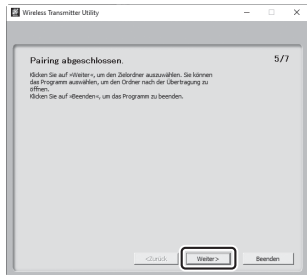 Wireless Transmitter Utility
Pairing abgeschlossen.
5/7
Klicken Sie auf »Weiter«, um den Zielordner auszuwählen. Sie können
das Programm auswählen, um den Ordner nach der Übertragung zu
öffnen.
Klicken Sie auf »Beenden«, um das Programm zu beenden.
<Zurück
Weiter>
Beenden